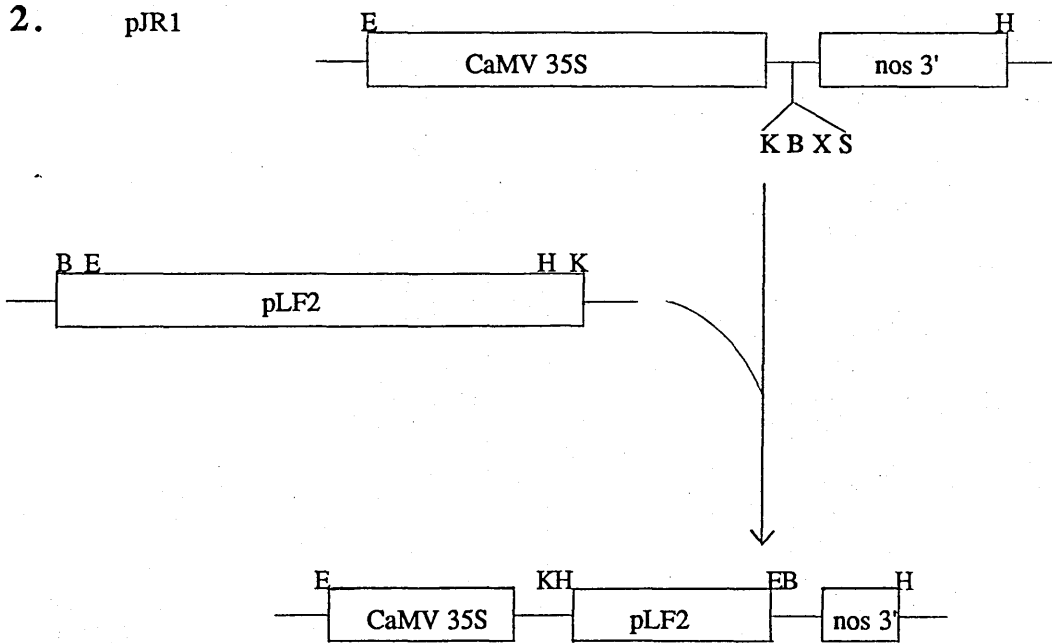 2. pJR1
E H
CaMV 35S nos 3'
K B X S
B E H K
pLF2
E KH EB H
CaMV 35S pLF2 nos 3'